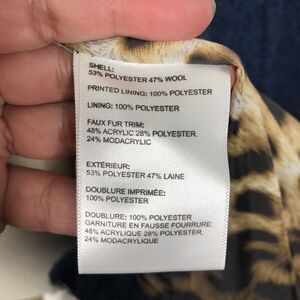 SHELL:
53% POLYESTER 47% WOOL
PRINTED LINING: 100% POLYESTER
LINING: 100% POLYESTER
FAUX FUR TRIM:
48% ACRYLIC 28% POLYESTER,
24% MODACRYLIC
EXTÉRIEUR:
53% POLYESTER 47% LAINE
DOUBLURE IMPRIMÉE:
100% POLYESTER
DOUBLURE: 100% POLYESTER
GARNITURE EN FAUSSE FOURRURE:
48% ACRYLIQUE 28% POLYESTER,
24% MODACRYLIQUE